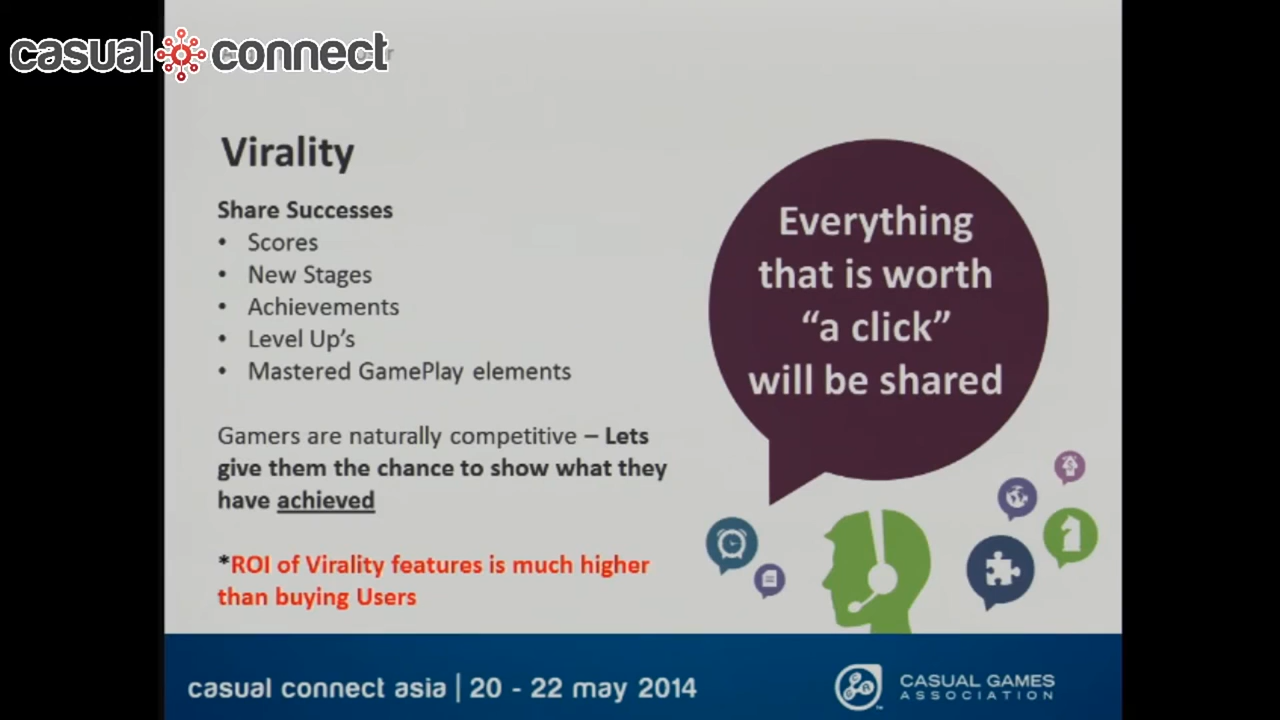 casual connect
Virality
Share Successes
• Scores
• New Stages
• Achievements
• Level Up’s
• Mastered GamePlay elements
Gamers are naturally competitive – Lets
give them the chance to show what they
have achieved
*ROI of Virality features is much higher
than buying Users
Everything
that is worth
“a click”
will be shared
casual connect asia | 20 - 22 may 2014
CASUAL GAMES
ASSOCIATION